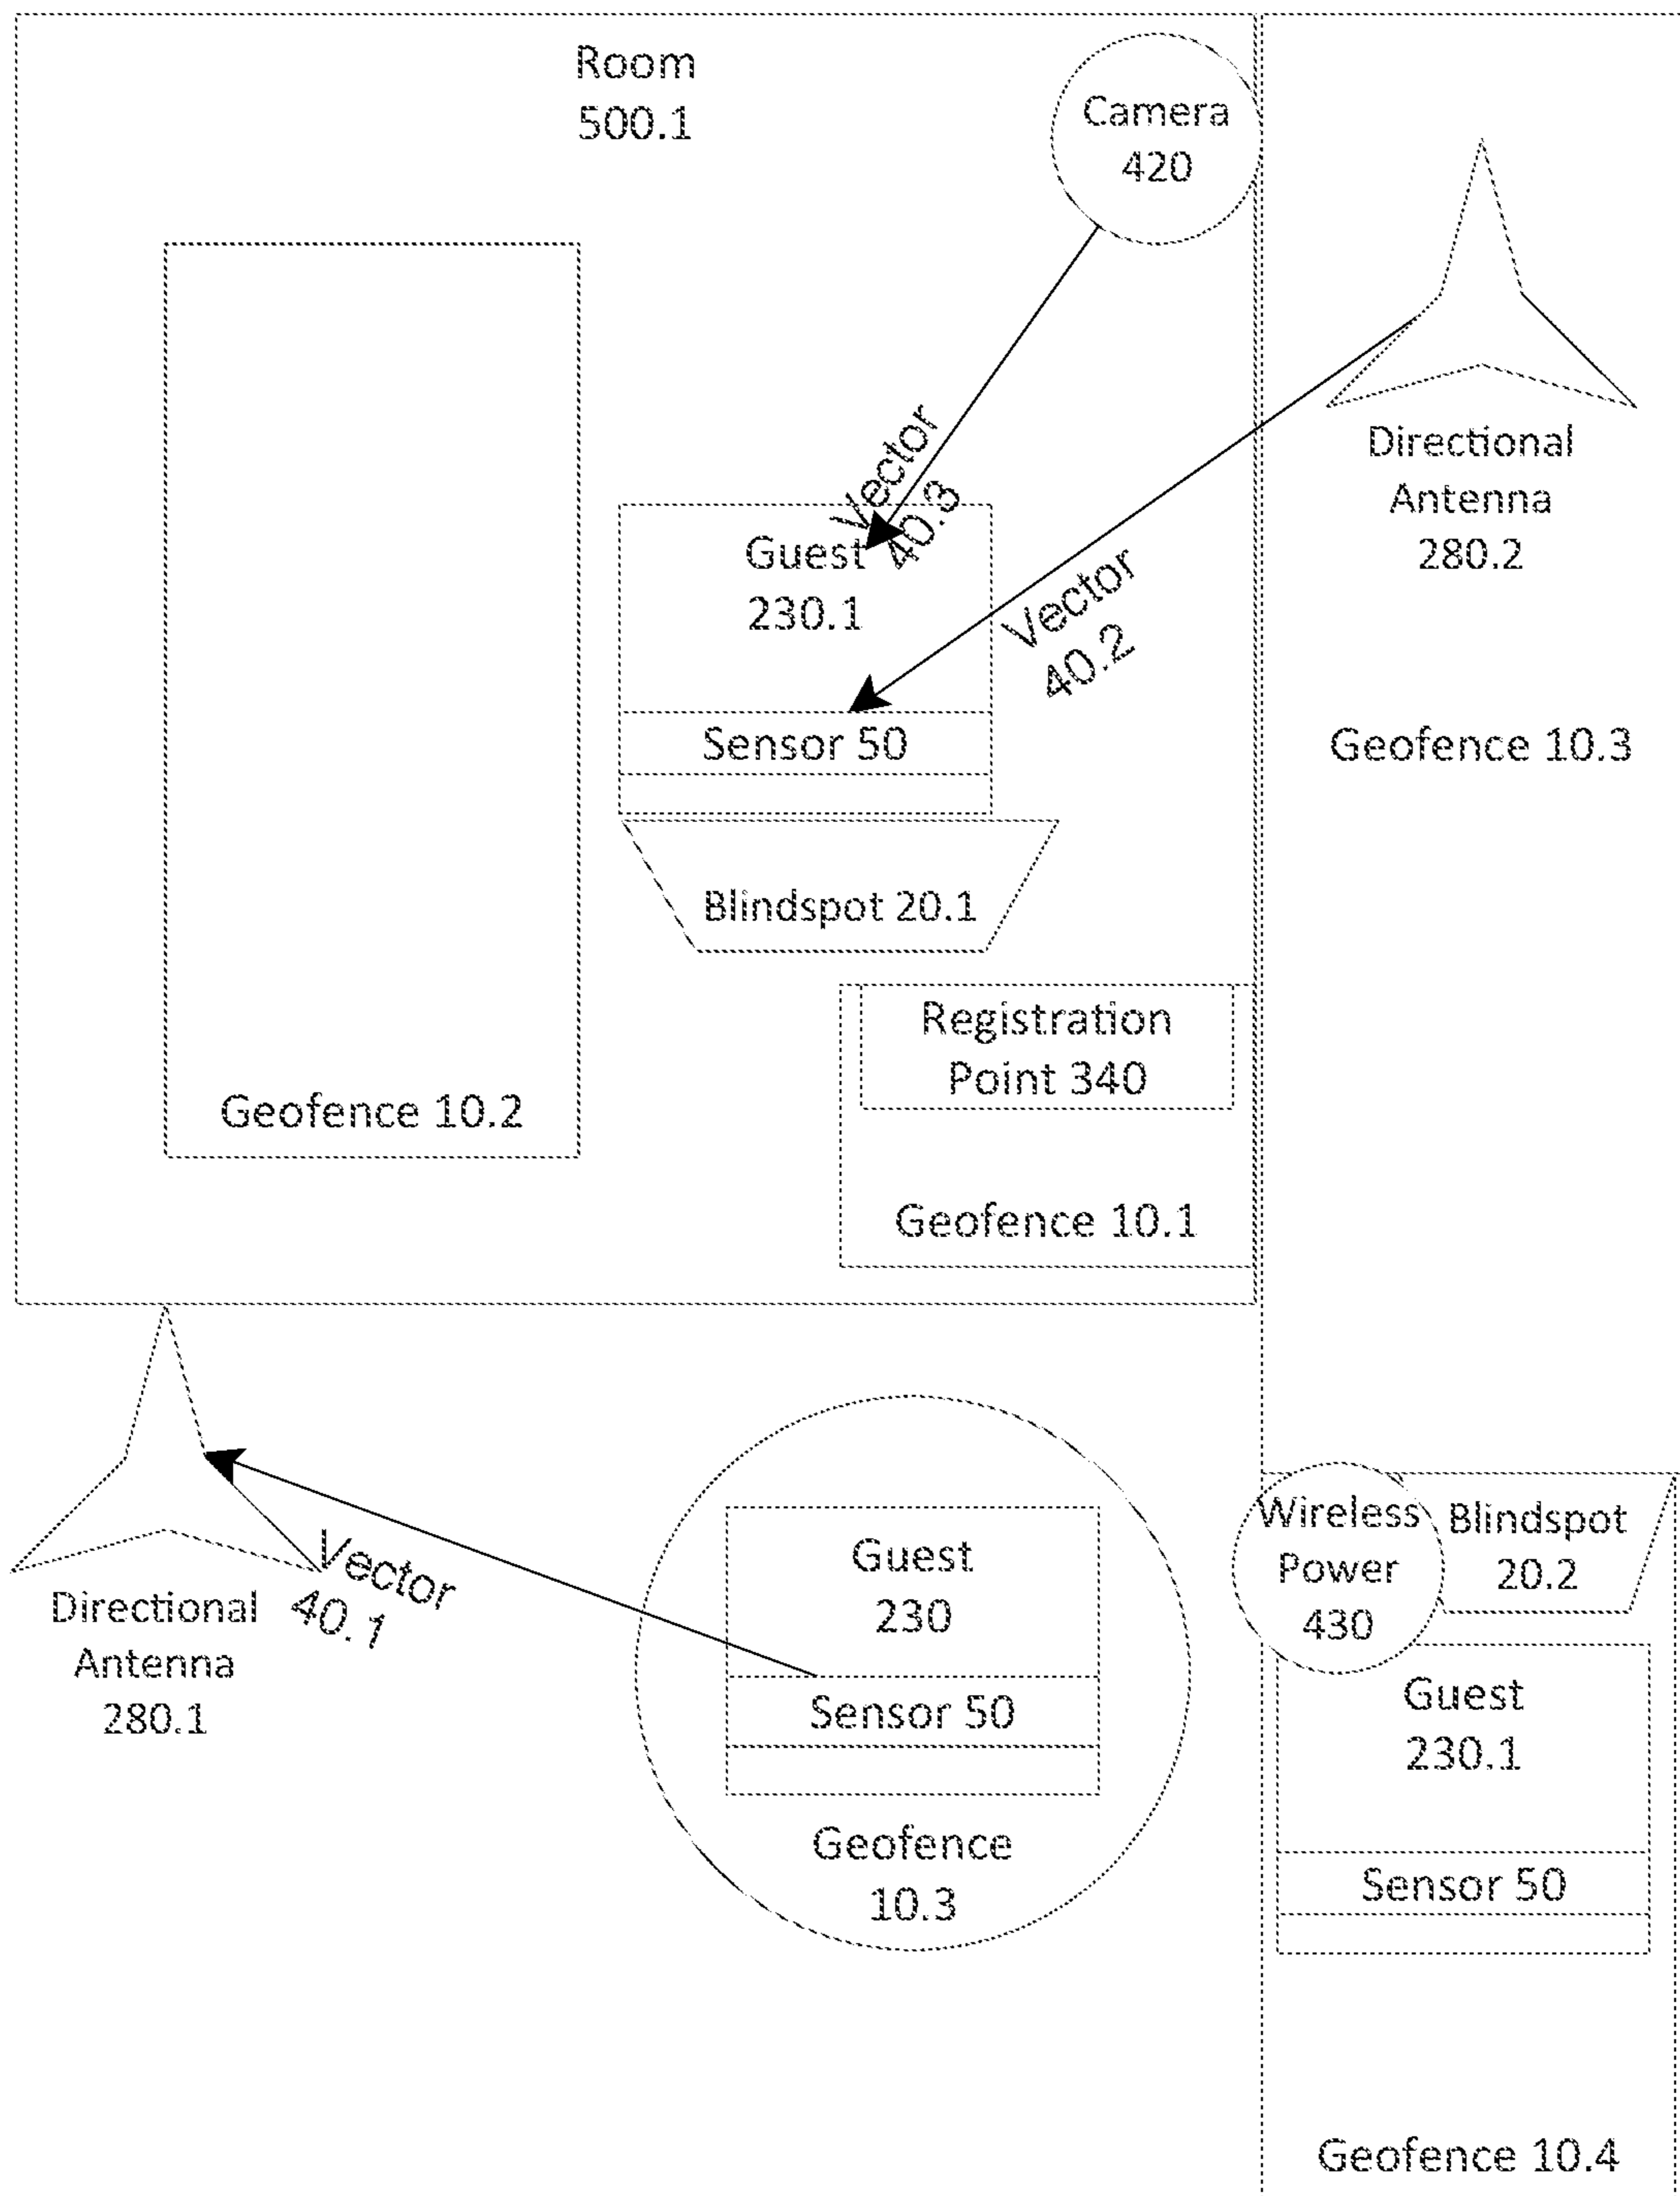 Room
500.1
Camera
420
Vector
40.3
Directional
Antenna
280.2
Guest
230.1
Vector
40.2
Sensor 50
Geofence 10.3
Blindspot 20.1
Registration
Point 340
Geofence 10.2
Geofence 10.1
Vector
40.1
Directional
Antenna
280.1
Guest
230
Sensor 50
Geofence
10.3
Wireless
Power
430
Blindspot
20.2
Guest
230.1
Sensor 50
Geofence 10.4